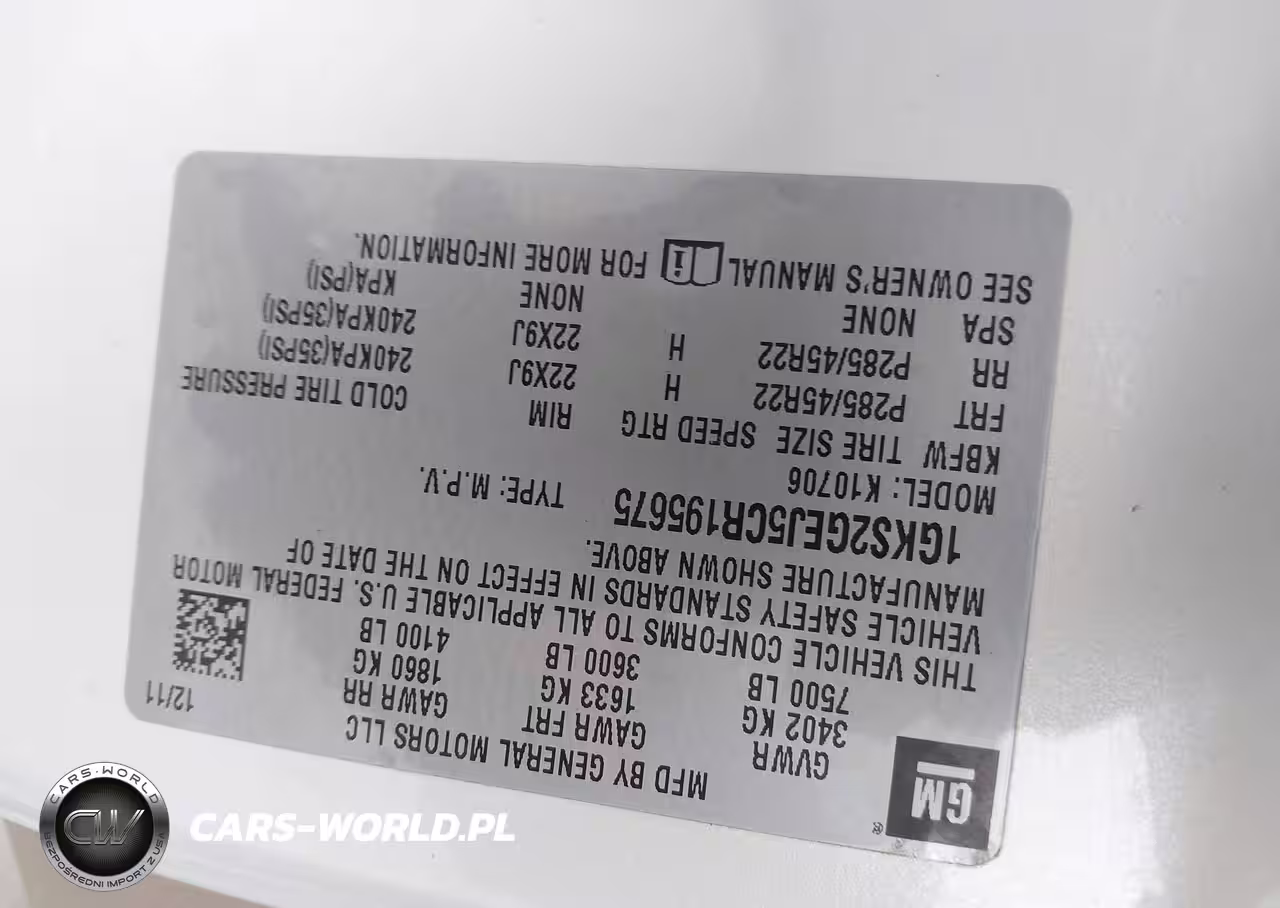 GM
MFD BY GENERAL MOTORS LLC
12/11
GVWR GAWR FRT GAWR RR
3402 KG 1633 KG 1860 KG
7500 LB 3600 LB 4100 LB
THIS VEHICLE CONFORMS TO ALL APPLICABLE U.S. FEDERAL MOTOR
VEHICLE SAFETY STANDARDS IN EFFECT ON THE DATE OF
MANUFACTURE SHOWN ABOVE.
1GKS2GEJ5CR195675 TYPE: M.P.V.
MODEL: K10706
KBFW TIRE SIZE SPEED RTG RIM COLD TIRE PRESSURE
FRT P285/45R22 H 22X9J 240KPA(35PSI)
RR P285/45R22 H 22X9J 240KPA(35PSI)
SPA NONE NONE KPA(PSI)
SEE OWNER'S MANUAL i FOR MORE INFORMATION.
CARS-WORLD
CW
BEZPOŚREDNI IMPORT Z USA
CARS-WORLD.PL